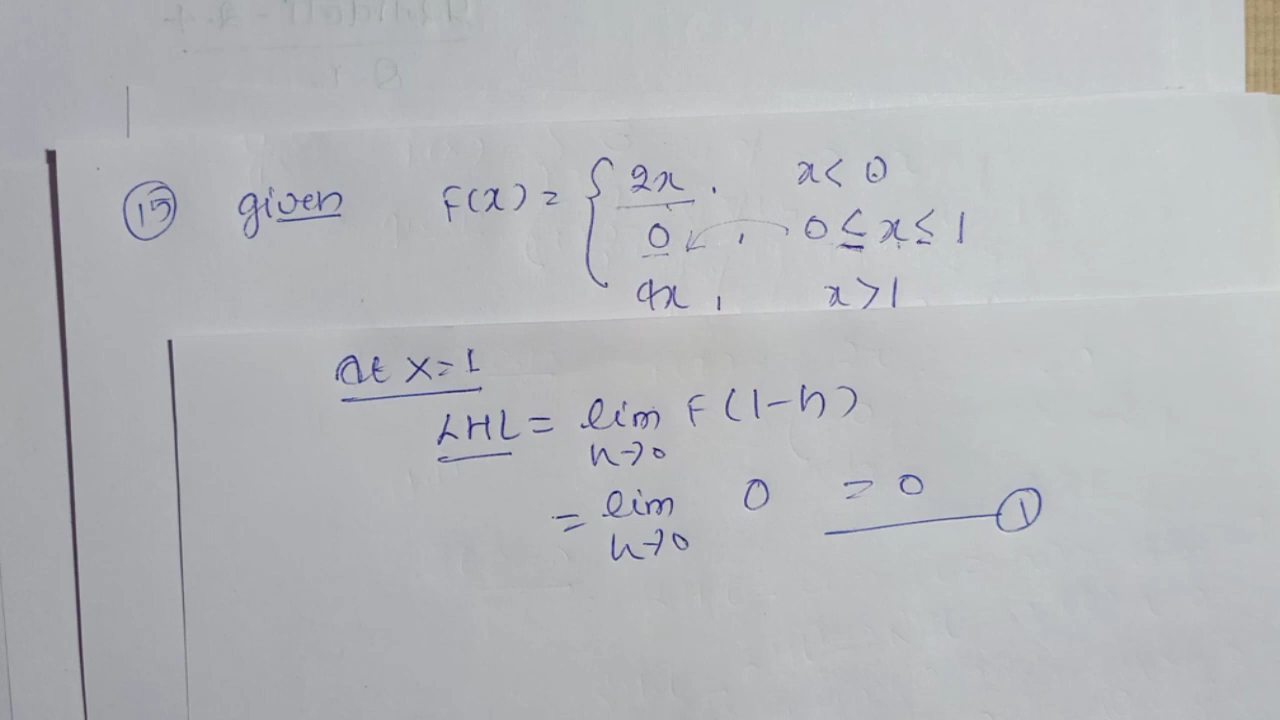 15 given F(x) = { 2x , x < 0
0 , 0 ≤ x ≤ 1
4x , x > 1
at x = 1
LHL = lim F(1-h)
h→0
= lim 0 = 0 ①
h→0